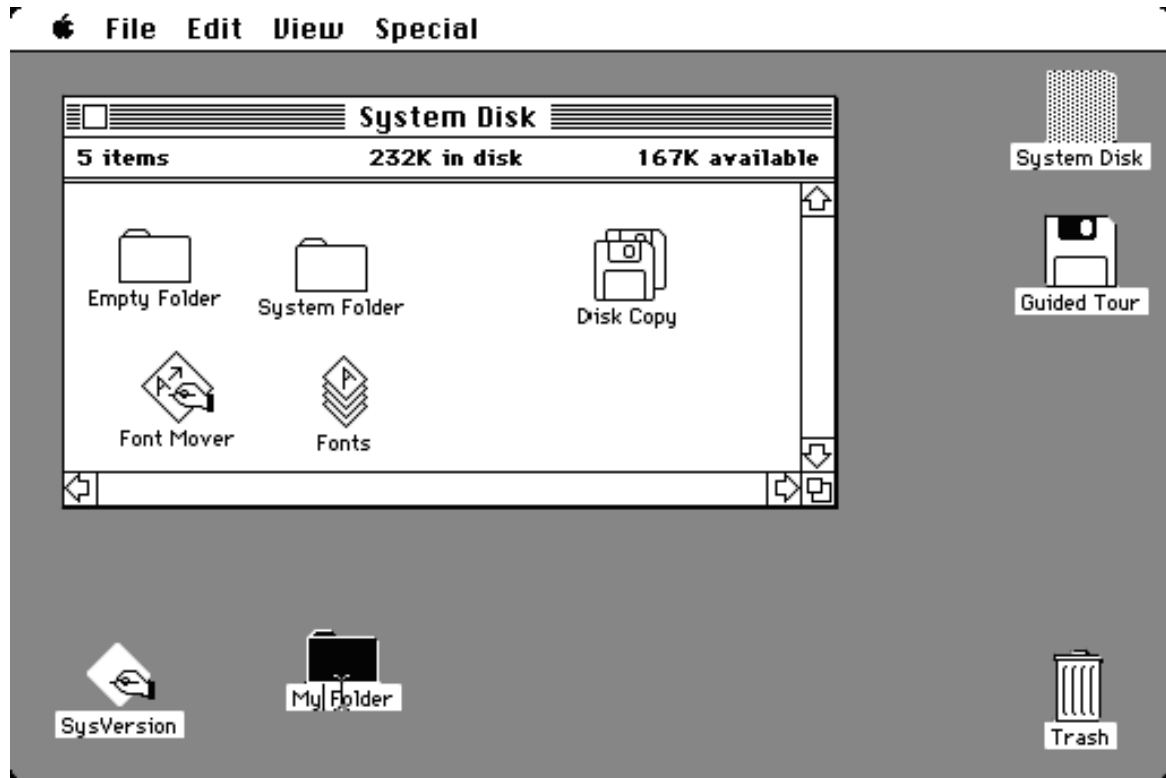 File Edit View Special
System Disk
5 items 232K in disk 167K available
Empty Folder
System Folder
Disk Copy
Font Mover
Fonts
System Disk
Guided Tour
SysVersion
My Folder
Trash